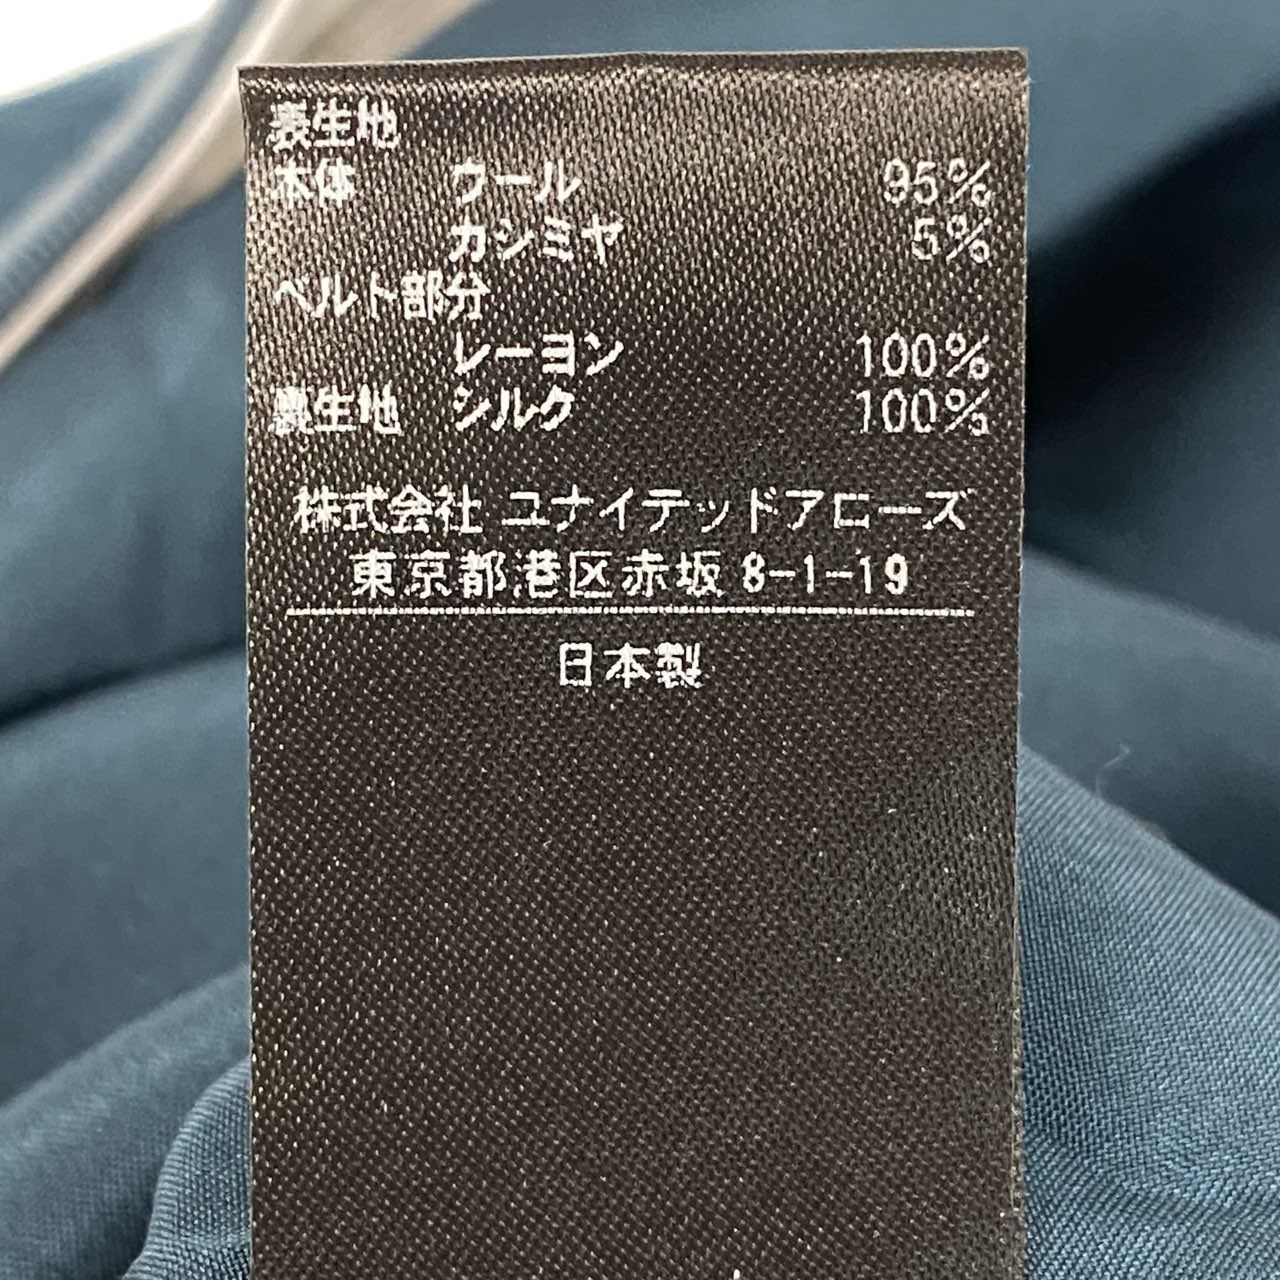 表生地
本体 ウール 95%
カシミヤ 5%
ベルト部分
レーヨン 100%
裏生地 シルク 100%
株式会社 ユナイテッドアローズ
東京都港区赤坂8-1-19
日本製